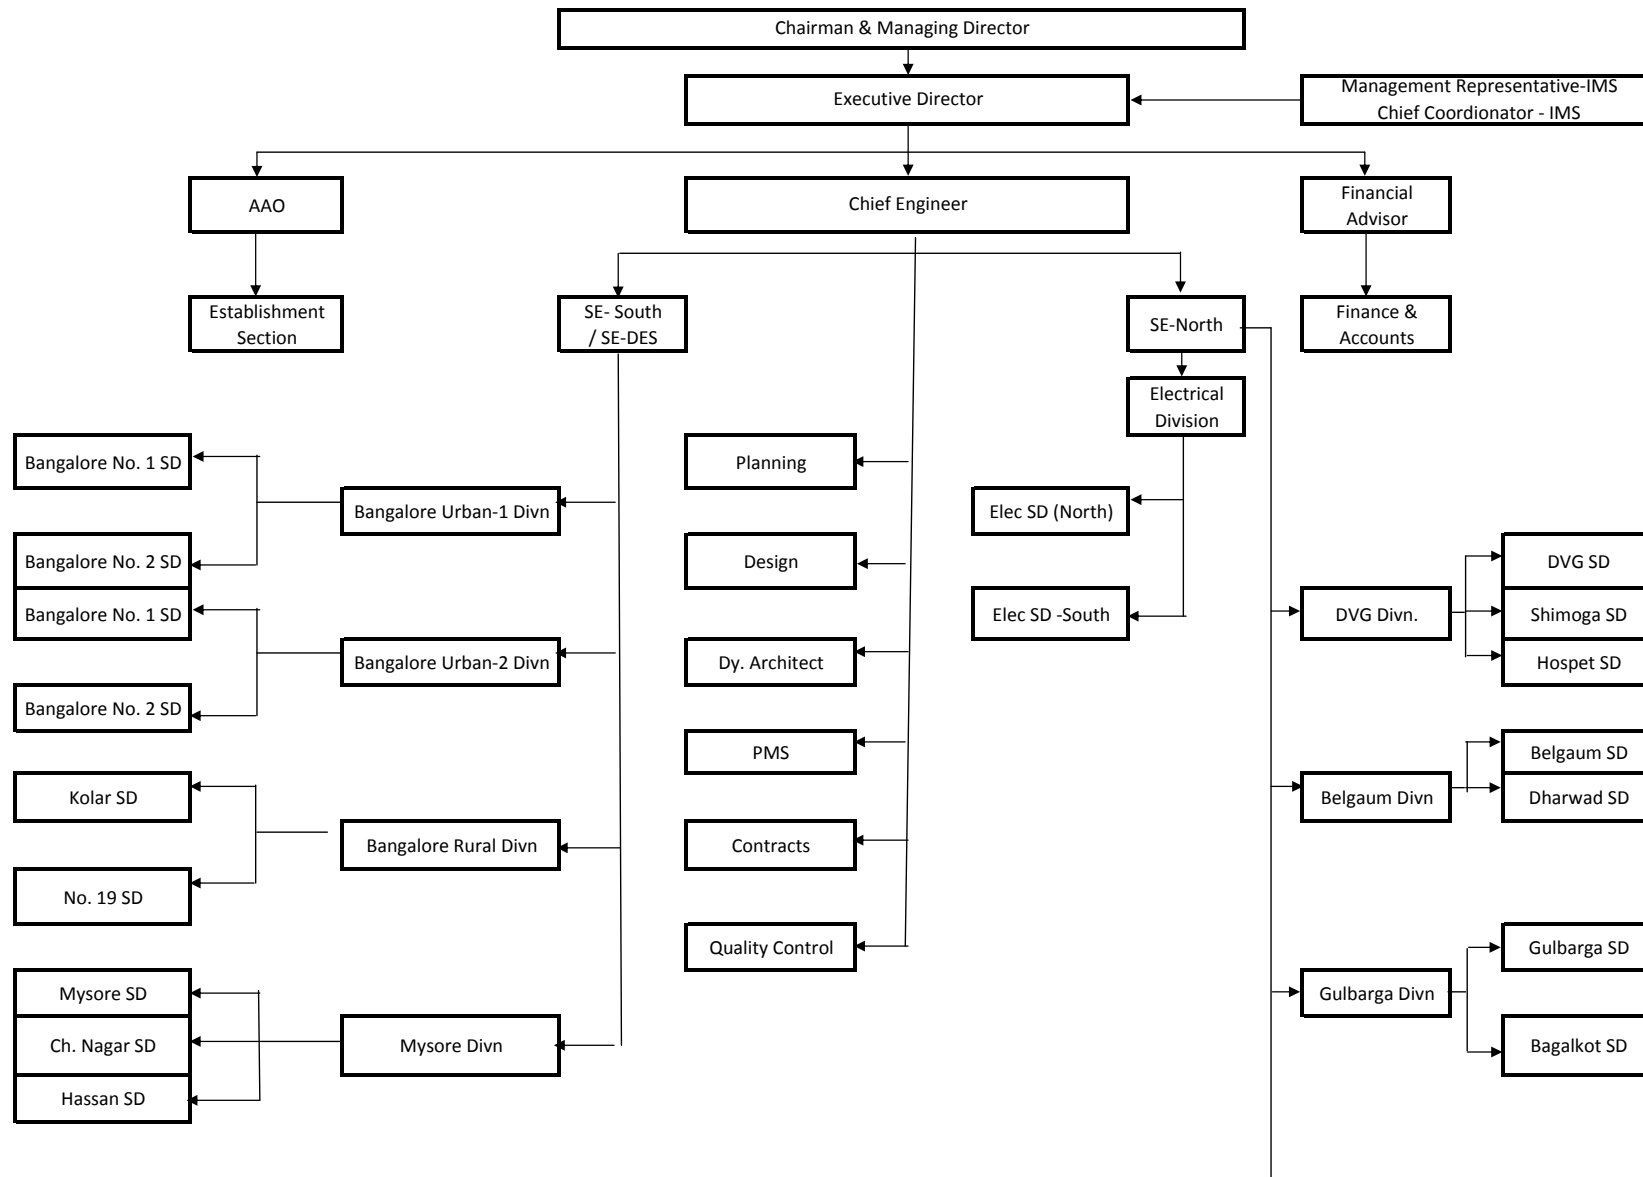 Chairman & Managing Director
Executive Director
Management Representative-IMS
Chief Coordionator - IMS
AAO
Chief Engineer
Financial
Advisor
Establishment
Section
SE- South
/ SE-DES
SE-North
Finance &
Accounts
Electrical
Division
Bangalore No. 1 SD
Planning
Bangalore Urban-1 Divn
Elec SD (North)
Bangalore No. 2 SD
Design
DVG SD
Bangalore No. 1 SD
Elec SD -South
DVG Divn.
Shimoga SD
Bangalore Urban-2 Divn
Dy. Architect
Hospet SD
Bangalore No. 2 SD
PMS
Belgaum SD
Kolar SD
Belgaum Divn
Dharwad SD
Bangalore Rural Divn
Contracts
No. 19 SD
Quality Control
Gulbarga SD
Mysore SD
Gulbarga Divn
Ch. Nagar SD
Mysore Divn
Bagalkot SD
Hassan SD